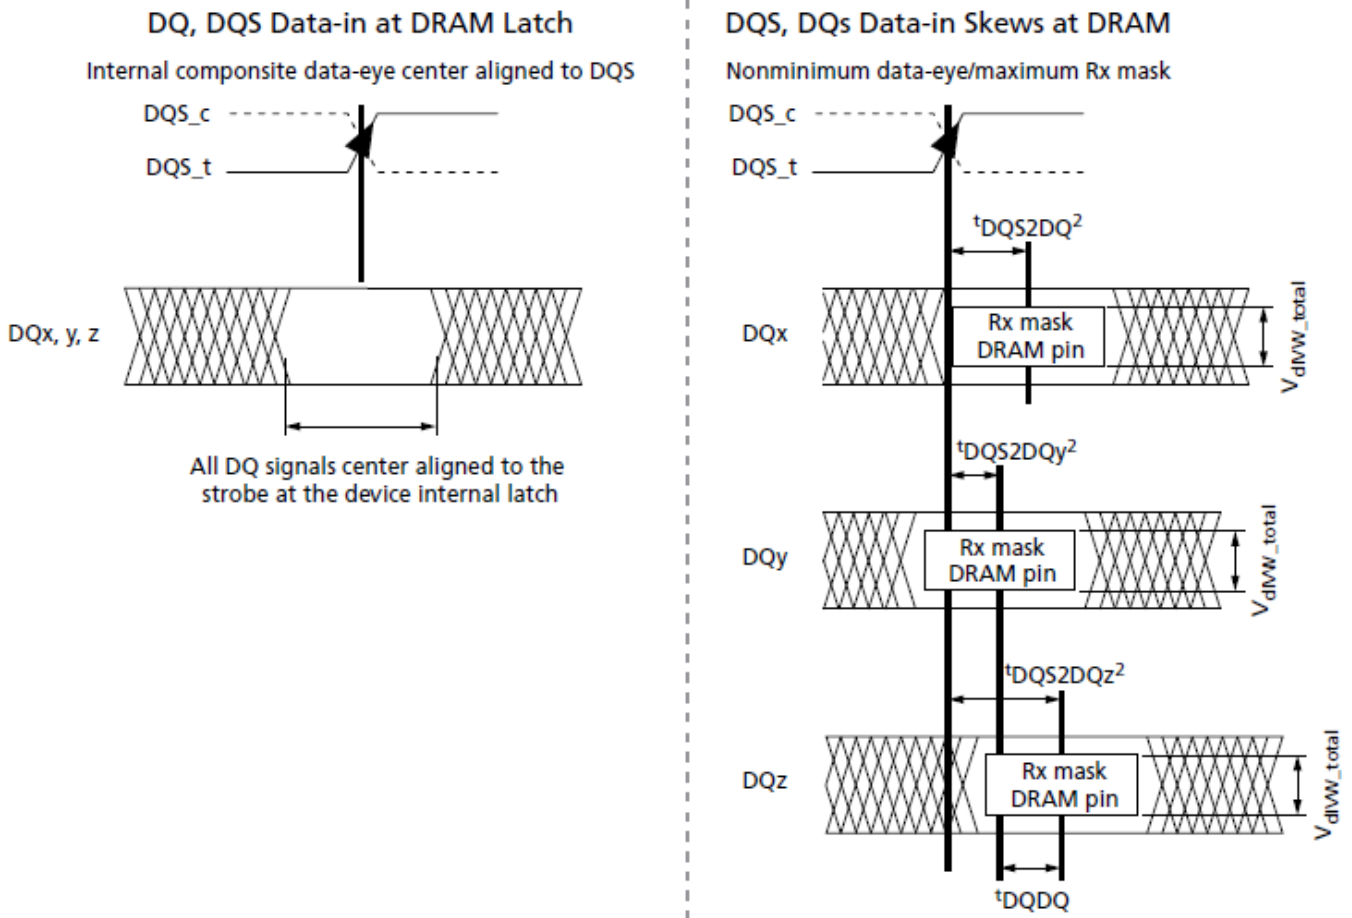 DQ, DQS Data-in at DRAM Latch
Internal componsite data-eye center aligned to DQS
DQS_c
DQS_t
DQx, y, z
All DQ signals center aligned to the
strobe at the device internal latch
DQS, DQs Data-in Skews at DRAM
Nonminimum data-eye/maximum Rx mask
DQS_c
DQS_t
tDQS2DQ2
DQx
Rx mask
DRAM pin
VdIVW_total
tDQS2DQy2
DQy
Rx mask
DRAM pin
VdIVW_total
tDQS2DQz2
DQz
Rx mask
DRAM pin
VdIVW_total
tDQDQ